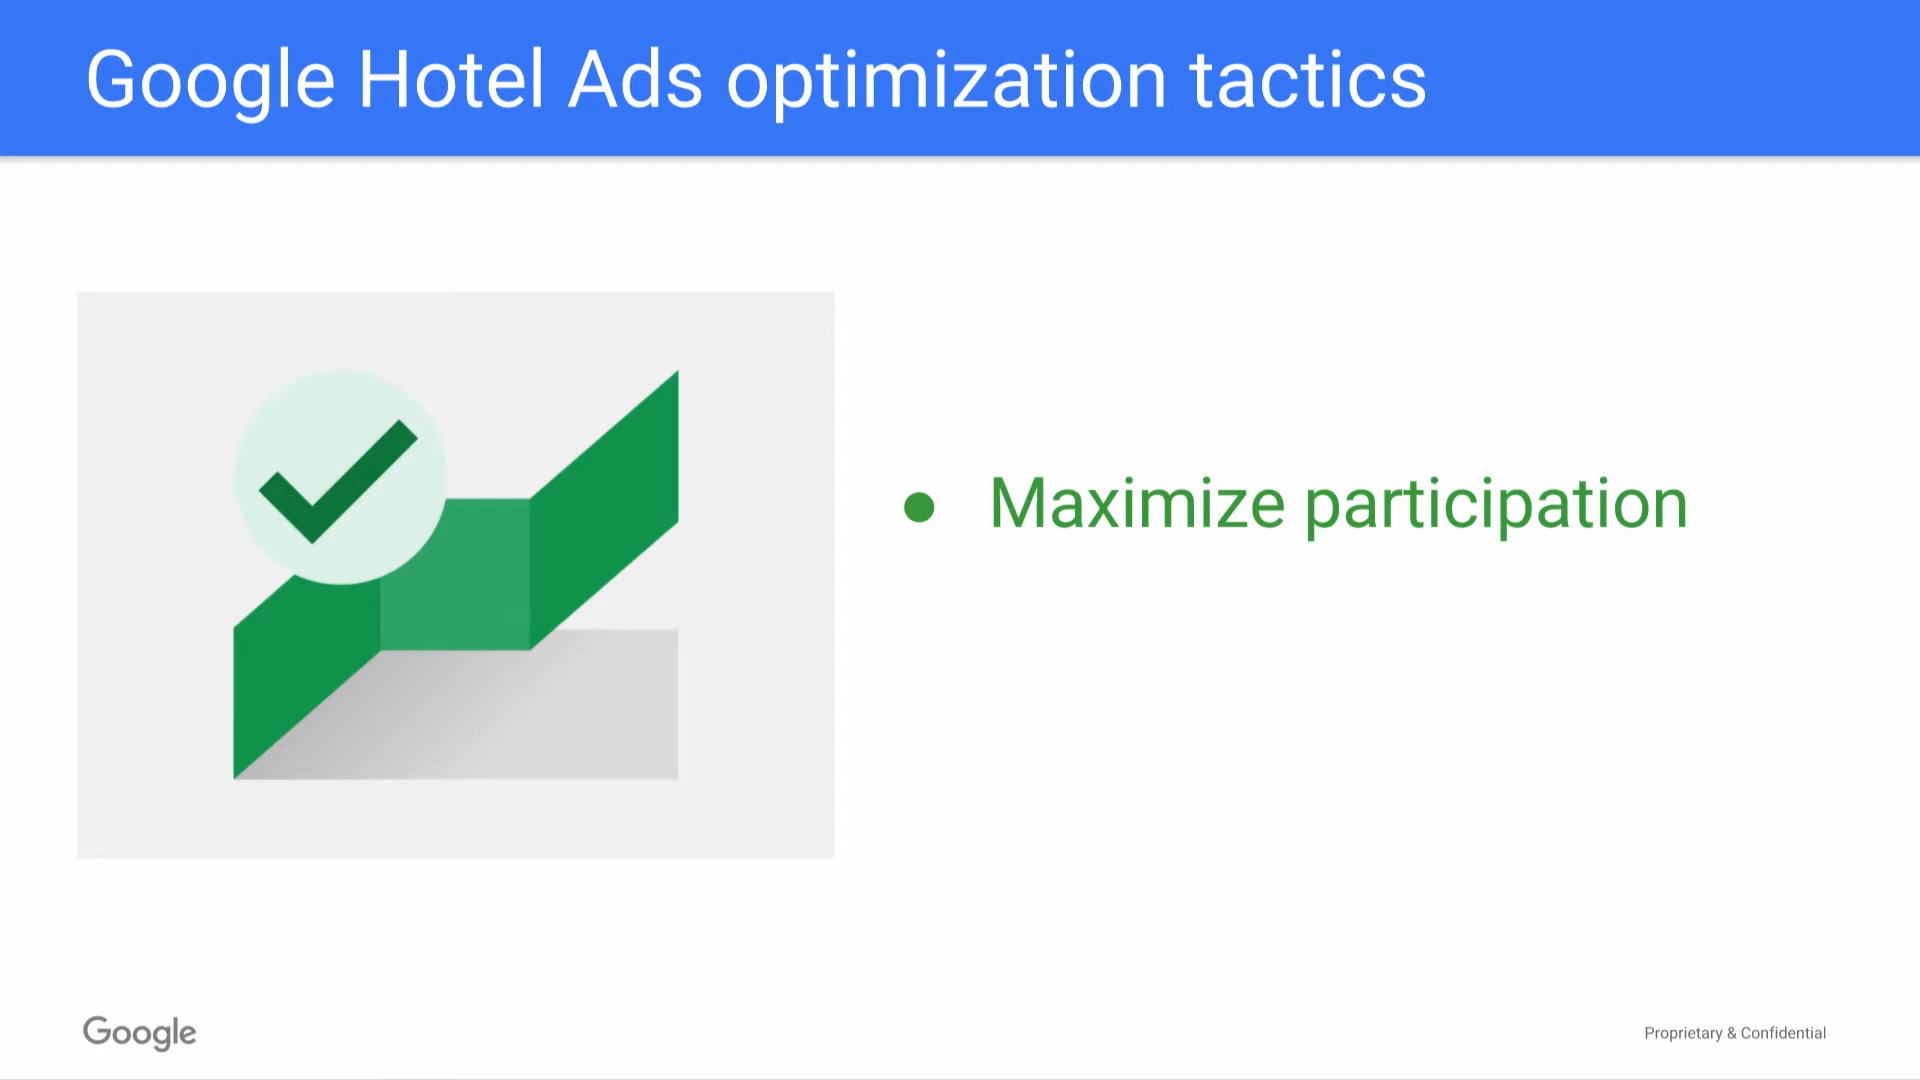 Google Hotel Ads optimization tactics
● Maximize participation
Google
Proprietary & Confidential